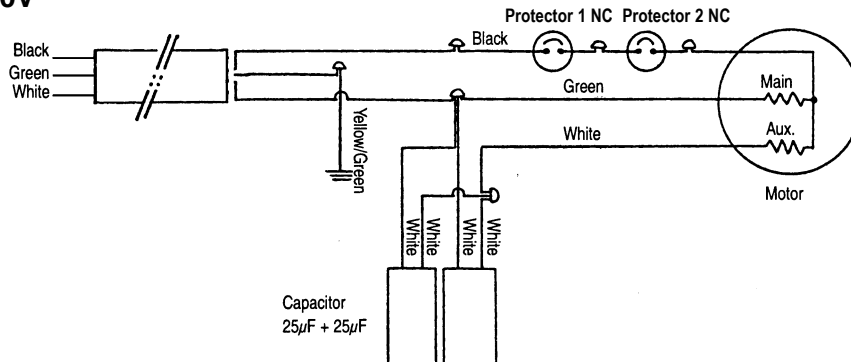 0V
Protector 1 NC Protector 2 NC
Black
Black
Green
White
Green
Main
White
Aux.
Motor
Yellow/Green
White
White
White
White
Capacitor
25µF + 25µF